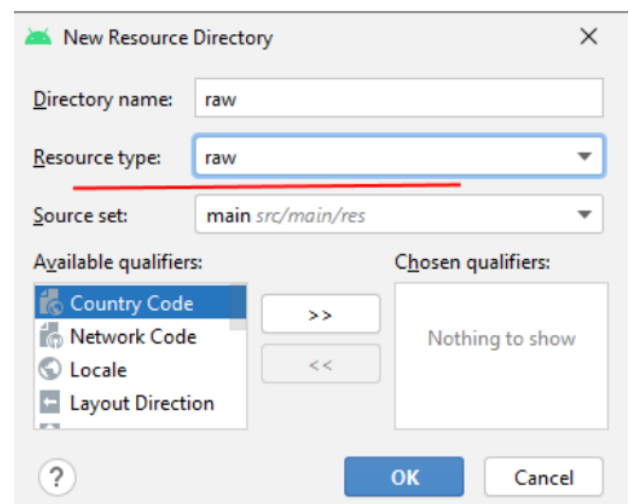 New Resource Directory
Directory name: raw
Resource type: raw
Source set: main src/main/res
Available qualifiers: Chosen qualifiers:
Country Code
>>
Network Code
Nothing to show
Locale
<<
Layout Direction
?
OK Cancel